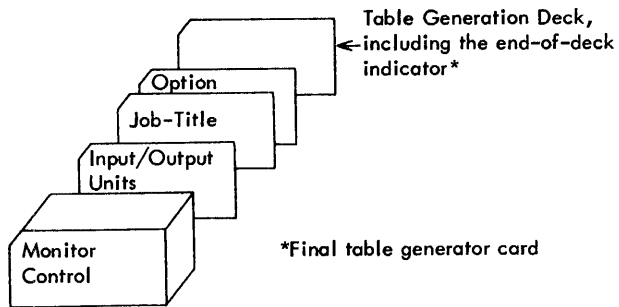 Table Generation Deck,
including the end-of-deck
indicator*
Option
Job-Title
Input/Output
Units
Monitor
Control
*Final table generator card